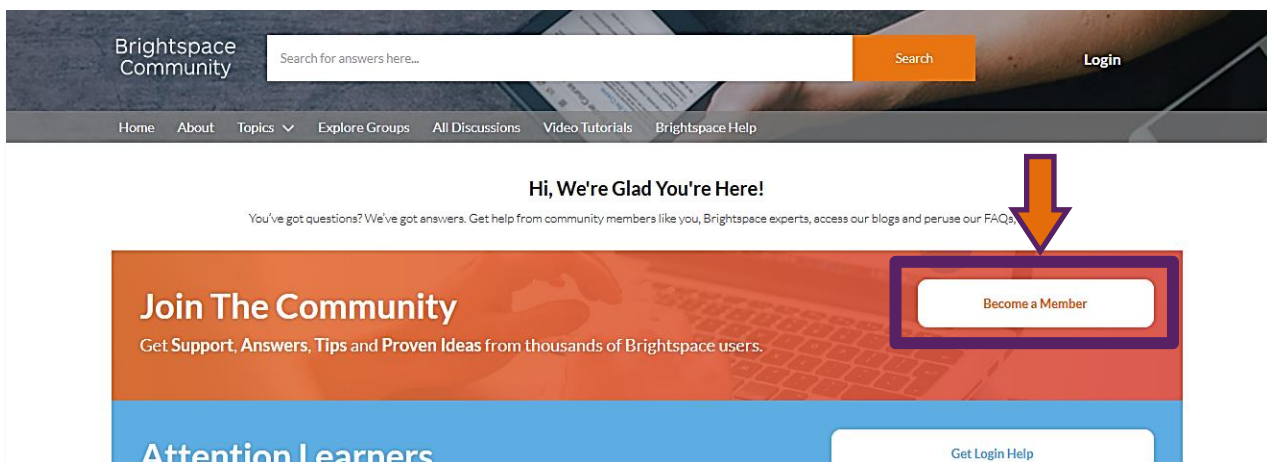 Brightspace
Community
Search for answers here...
Search
Login
Home About Topics Explore Groups All Discussions Video Tutorials Brightspace Help
Hi, We're Glad You're Here!
You've got questions? We've got answers. Get help from community members like you, Brightspace experts, access our blogs and peruse our FAQs,
Join The Community
Become a Member
Get Support, Answers, Tips and Proven Ideas from thousands of Brightspace users.
Attention Learners
Get Login Help